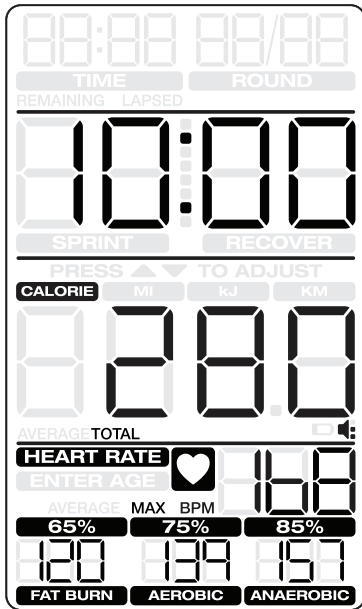 88:88 88/88
TIME ROUND
REMAINING LAPSED
10:00
SPRINT RECOVER
PRESS ▲ ▼ TO ADJUST
CALORIE MI kJ KM
280
AVERAGE TOTAL
HEART RATE 168
ENTER AGE
AVERAGE MAX BPM
65% 75% 85%
120 139 157
FAT BURN AEROBIC ANAEROBIC